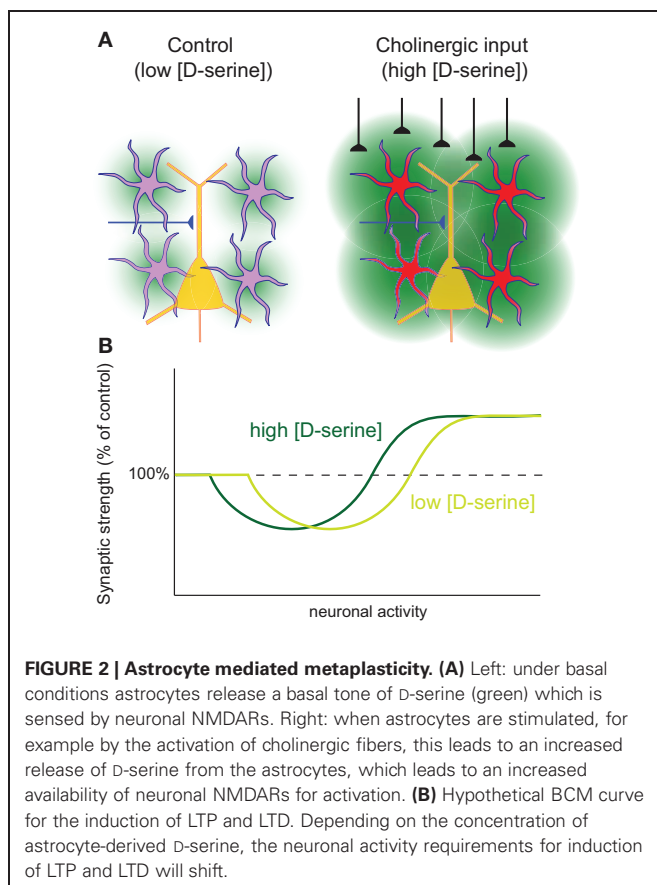 A
Control
(low [D-serine])
Cholinergic input
(high [D-serine])
B
Synaptic strength (% of control)
100%
high [D-serine]
low [D-serine]
neuronal activity
FIGURE 2 | Astrocyte mediated metaplasticity. (A) Left: under basal
conditions astrocytes release a basal tone of D-serine (green) which is
sensed by neuronal NMDARs. Right: when astrocytes are stimulated, for
example by the activation of cholinergic fibers, this leads to an increased
release of D-serine from the astrocytes, which leads to an increased
availability of neuronal NMDARs for activation. (B) Hypothetical BCM curve
for the induction of LTP and LTD. Depending on the concentration of
astrocyte-derived D-serine, the neuronal activity requirements for induction
of LTP and LTD will shift.